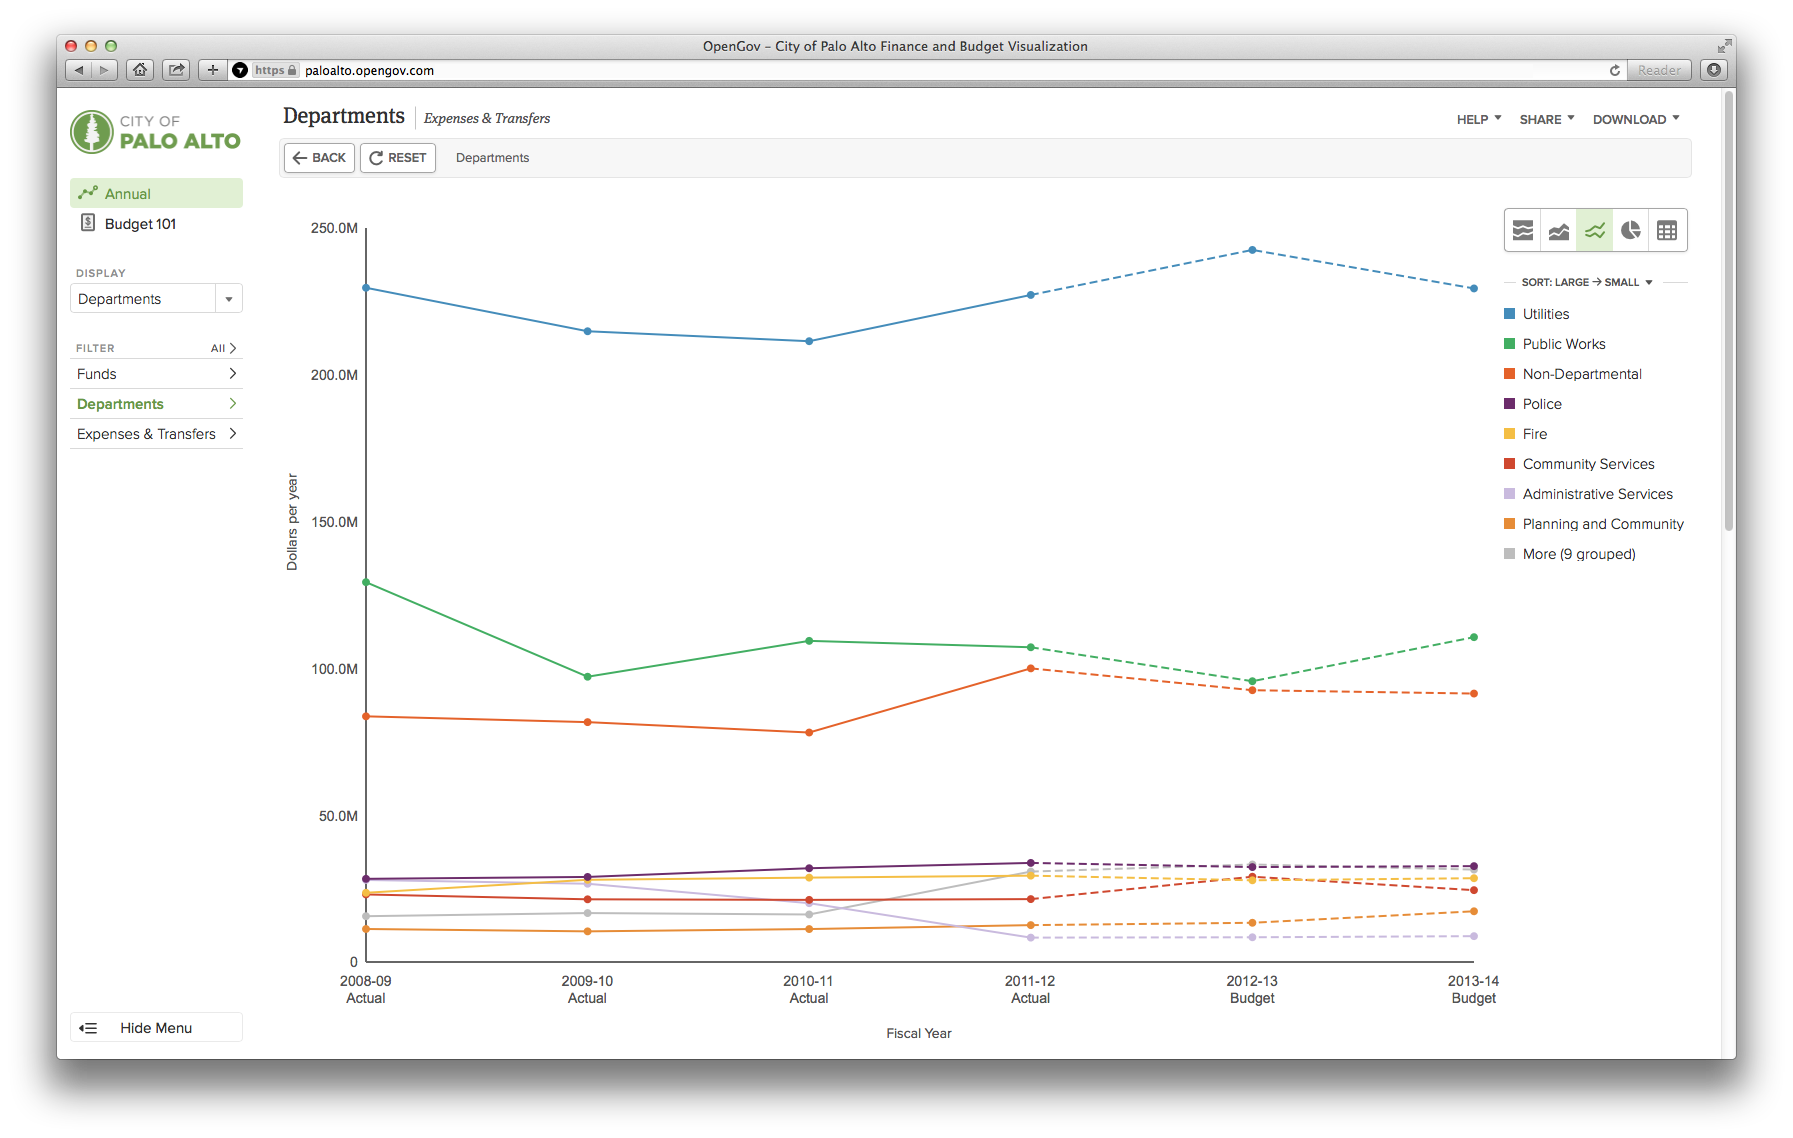 OpenGov – City of Palo Alto Finance and Budget Visualization
https paloalto.opengov.com
Reader
CITY OF
PALO ALTO
Departments Expenses & Transfers
HELP SHARE DOWNLOAD
BACK RESET Departments
Annual
Budget 101
DISPLAY
Departments
FILTER All
Funds
Departments
Expenses & Transfers
Hide Menu
Dollars per year
250.0M
200.0M
150.0M
100.0M
50.0M
0
2008-09 2009-10 2010-11 2011-12 2012-13 2013-14
Actual Actual Actual Actual Budget Budget
Fiscal Year
SORT: LARGE → SMALL
Utilities
Public Works
Non-Departmental
Police
Fire
Community Services
Administrative Services
Planning and Community
More (9 grouped)